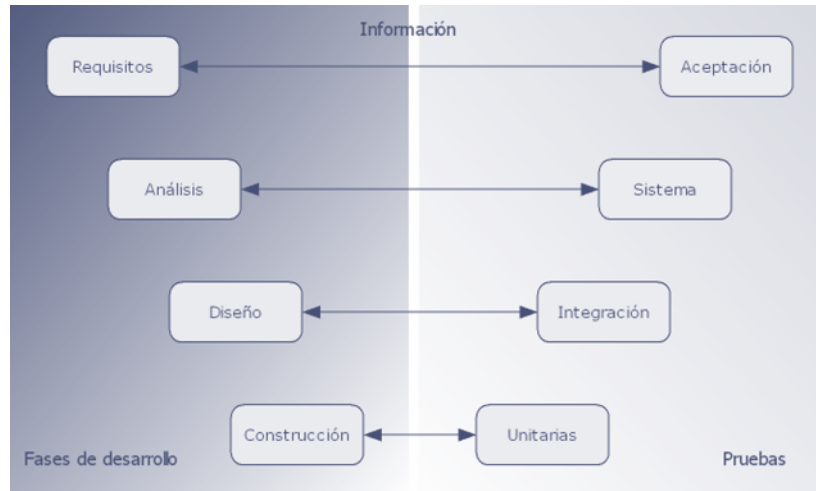 Información
Requisitos
Aceptación
Análisis
Sistema
Diseño
Integración
Construcción
Unitarias
Fases de desarrollo
Pruebas